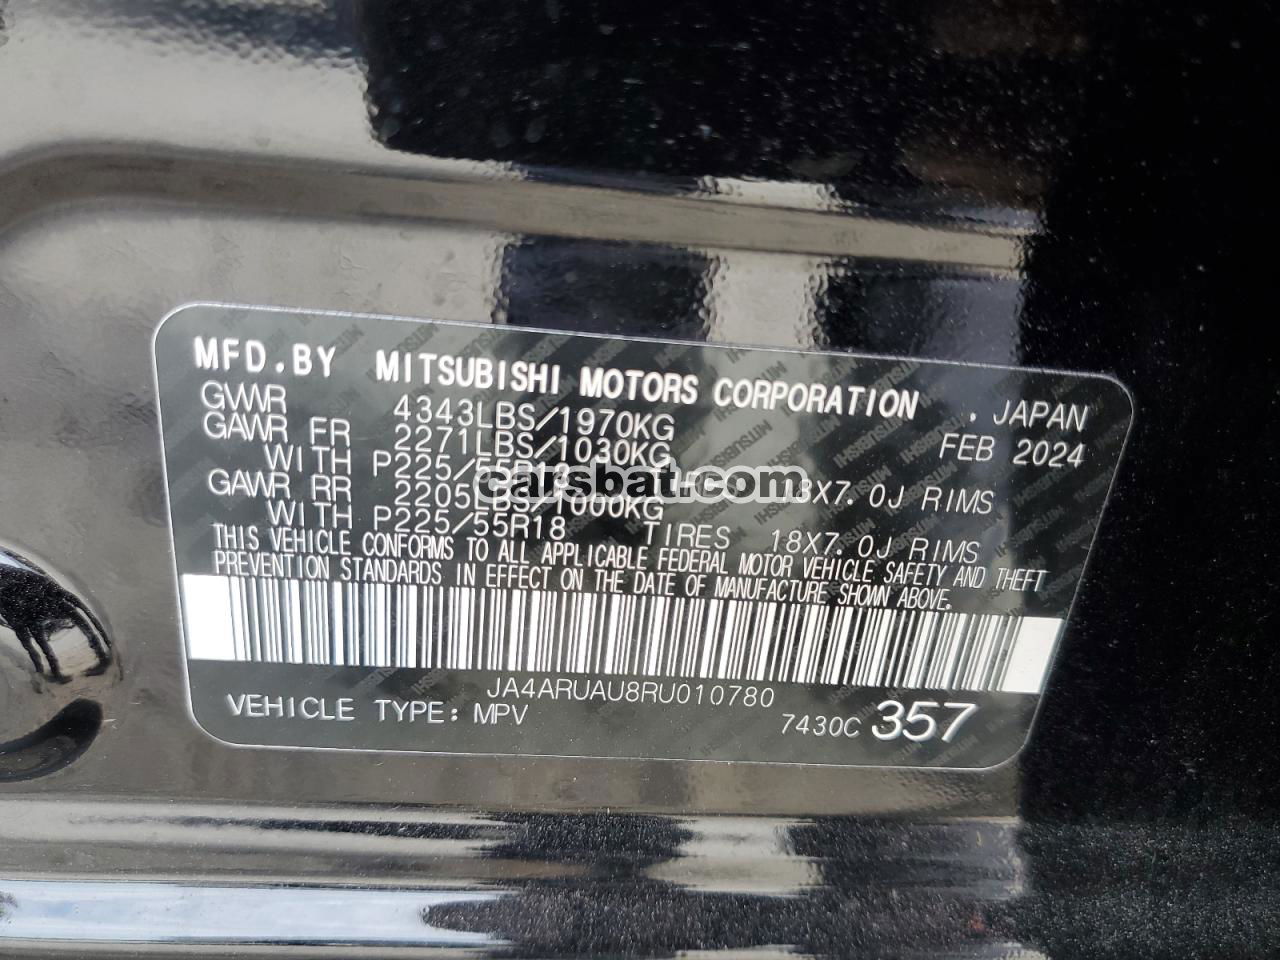 MFD.BY MITSUBISHI MOTORS CORPORATION , JAPAN
GVWR 4343LBS/1970KG FEB 2024
GAWR FR 2271LBS/1030KG
WITH P225/55R18 TIRES 18X7.0J RIMS
carsbat.com
GAWR RR 2205LBS/1000KG
WITH P225/55R18 TIRES 18X7.0J RIMS
THIS VEHICLE CONFORMS TO ALL APPLICABLE FEDERAL MOTOR VEHICLE SAFETY AND THEFT
PREVENTION STANDARDS IN EFFECT ON THE DATE OF MANUFACTURE SHOWN ABOVE.
JA4ARUAU8RU010780
VEHICLE TYPE: MPV 7430C 357